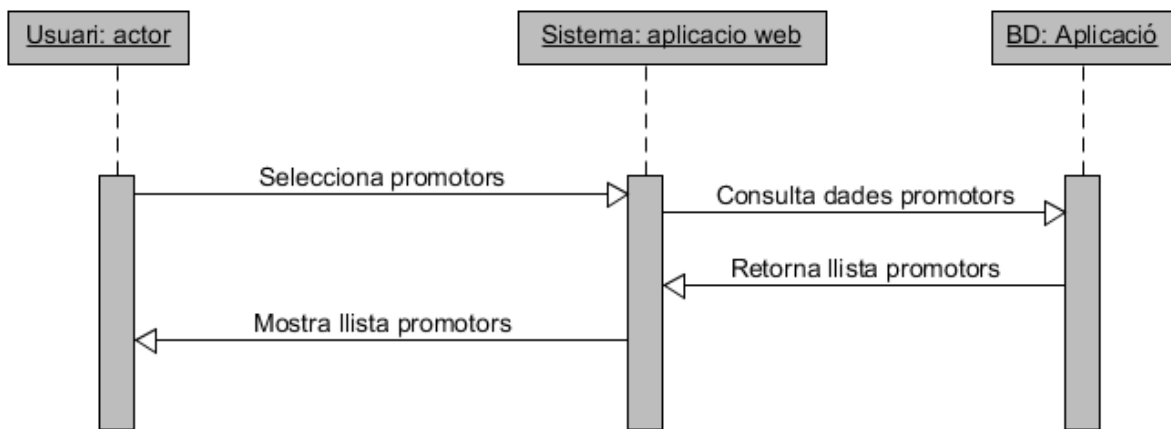 Usuari: actor
Sistema: aplicacio web
BD: Aplicació
Selecciona promotors
Consulta dades promotors
Retorna llista promotors
Mostra llista promotors